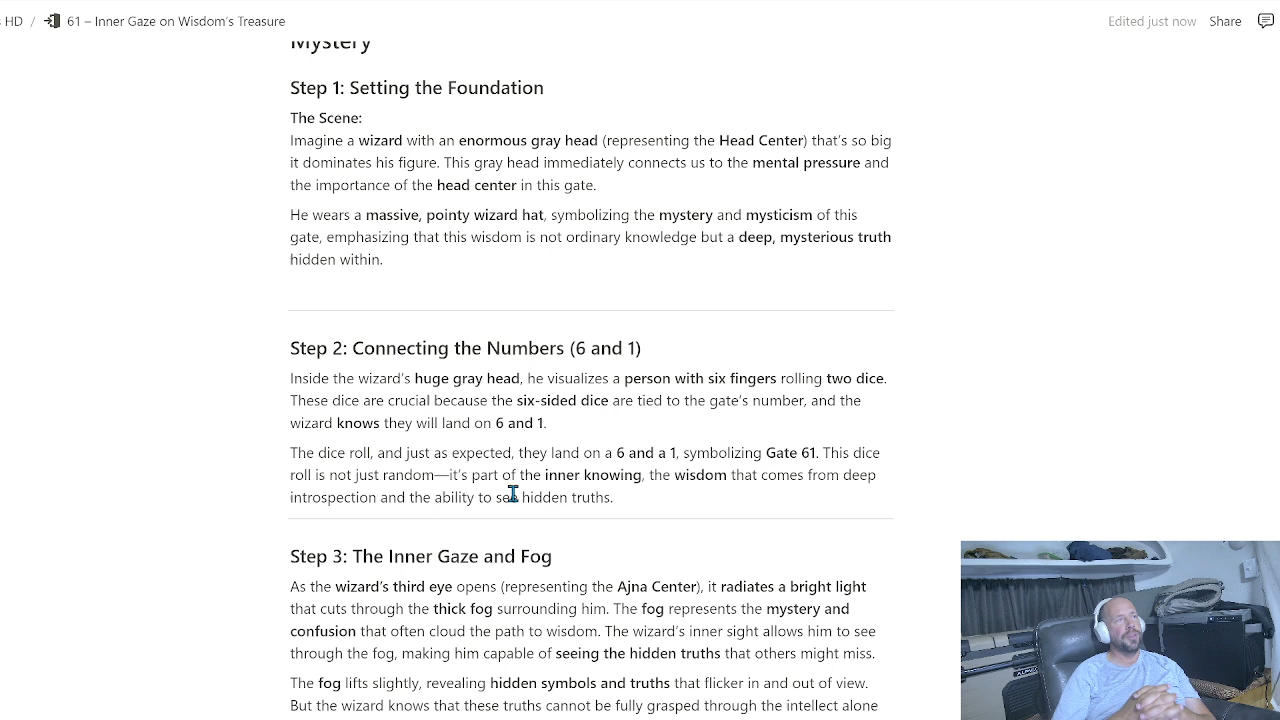 s HD / 61 – Inner Gaze on Wisdom's Treasure
Edited just now Share
Mystery
Step 1: Setting the Foundation
The Scene:
Imagine a wizard with an enormous gray head (representing the Head Center) that's so big
it dominates his figure. This gray head immediately connects us to the mental pressure and
the importance of the head center in this gate.
He wears a massive, pointy wizard hat, symbolizing the mystery and mysticism of this
gate, emphasizing that this wisdom is not ordinary knowledge but a deep, mysterious truth
hidden within.
Step 2: Connecting the Numbers (6 and 1)
Inside the wizard's huge gray head, he visualizes a person with six fingers rolling two dice.
These dice are crucial because the six-sided dice are tied to the gate's number, and the
wizard knows they will land on 6 and 1.
The dice roll, and just as expected, they land on a 6 and a 1, symbolizing Gate 61. This dice
roll is not just random—it's part of the inner knowing, the wisdom that comes from deep
introspection and the ability to see hidden truths.
Step 3: The Inner Gaze and Fog
As the wizard's third eye opens (representing the Ajna Center), it radiates a bright light
that cuts through the thick fog surrounding him. The fog represents the mystery and
confusion that often cloud the path to wisdom. The wizard's inner sight allows him to see
through the fog, making him capable of seeing the hidden truths that others might miss.
The fog lifts slightly, revealing hidden symbols and truths that flicker in and out of view.
But the wizard knows that these truths cannot be fully grasped through the intellect alone